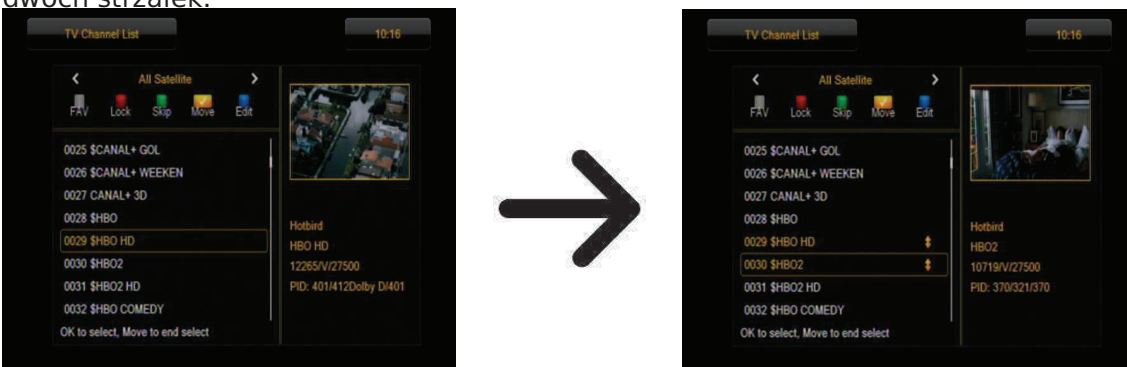 dwóch strzałek.
TV Channel List
10:16
All Satellite
FAV Lock Skip Move Edit
0025 $CANAL+ GOL
0026 $CANAL+ WEEKEN
0027 CANAL+ 3D
0028 $HBO
0029 $HBO HD
0030 $HBO2
0031 $HBO2 HD
0032 $HBO COMEDY
OK to select, Move to end select
Hotbird
HBO HD
12265/V/27500
PID: 401/412Dolby D/401
TV Channel List
10:16
All Satellite
FAV Lock Skip Move Edit
0025 $CANAL+ GOL
0026 $CANAL+ WEEKEN
0027 CANAL+ 3D
0028 $HBO
0029 $HBO HD
0030 $HBO2
0031 $HBO2 HD
0032 $HBO COMEDY
OK to select, Move to end select
Hotbird
HBO2
10719/V/27500
PID: 370/321/370